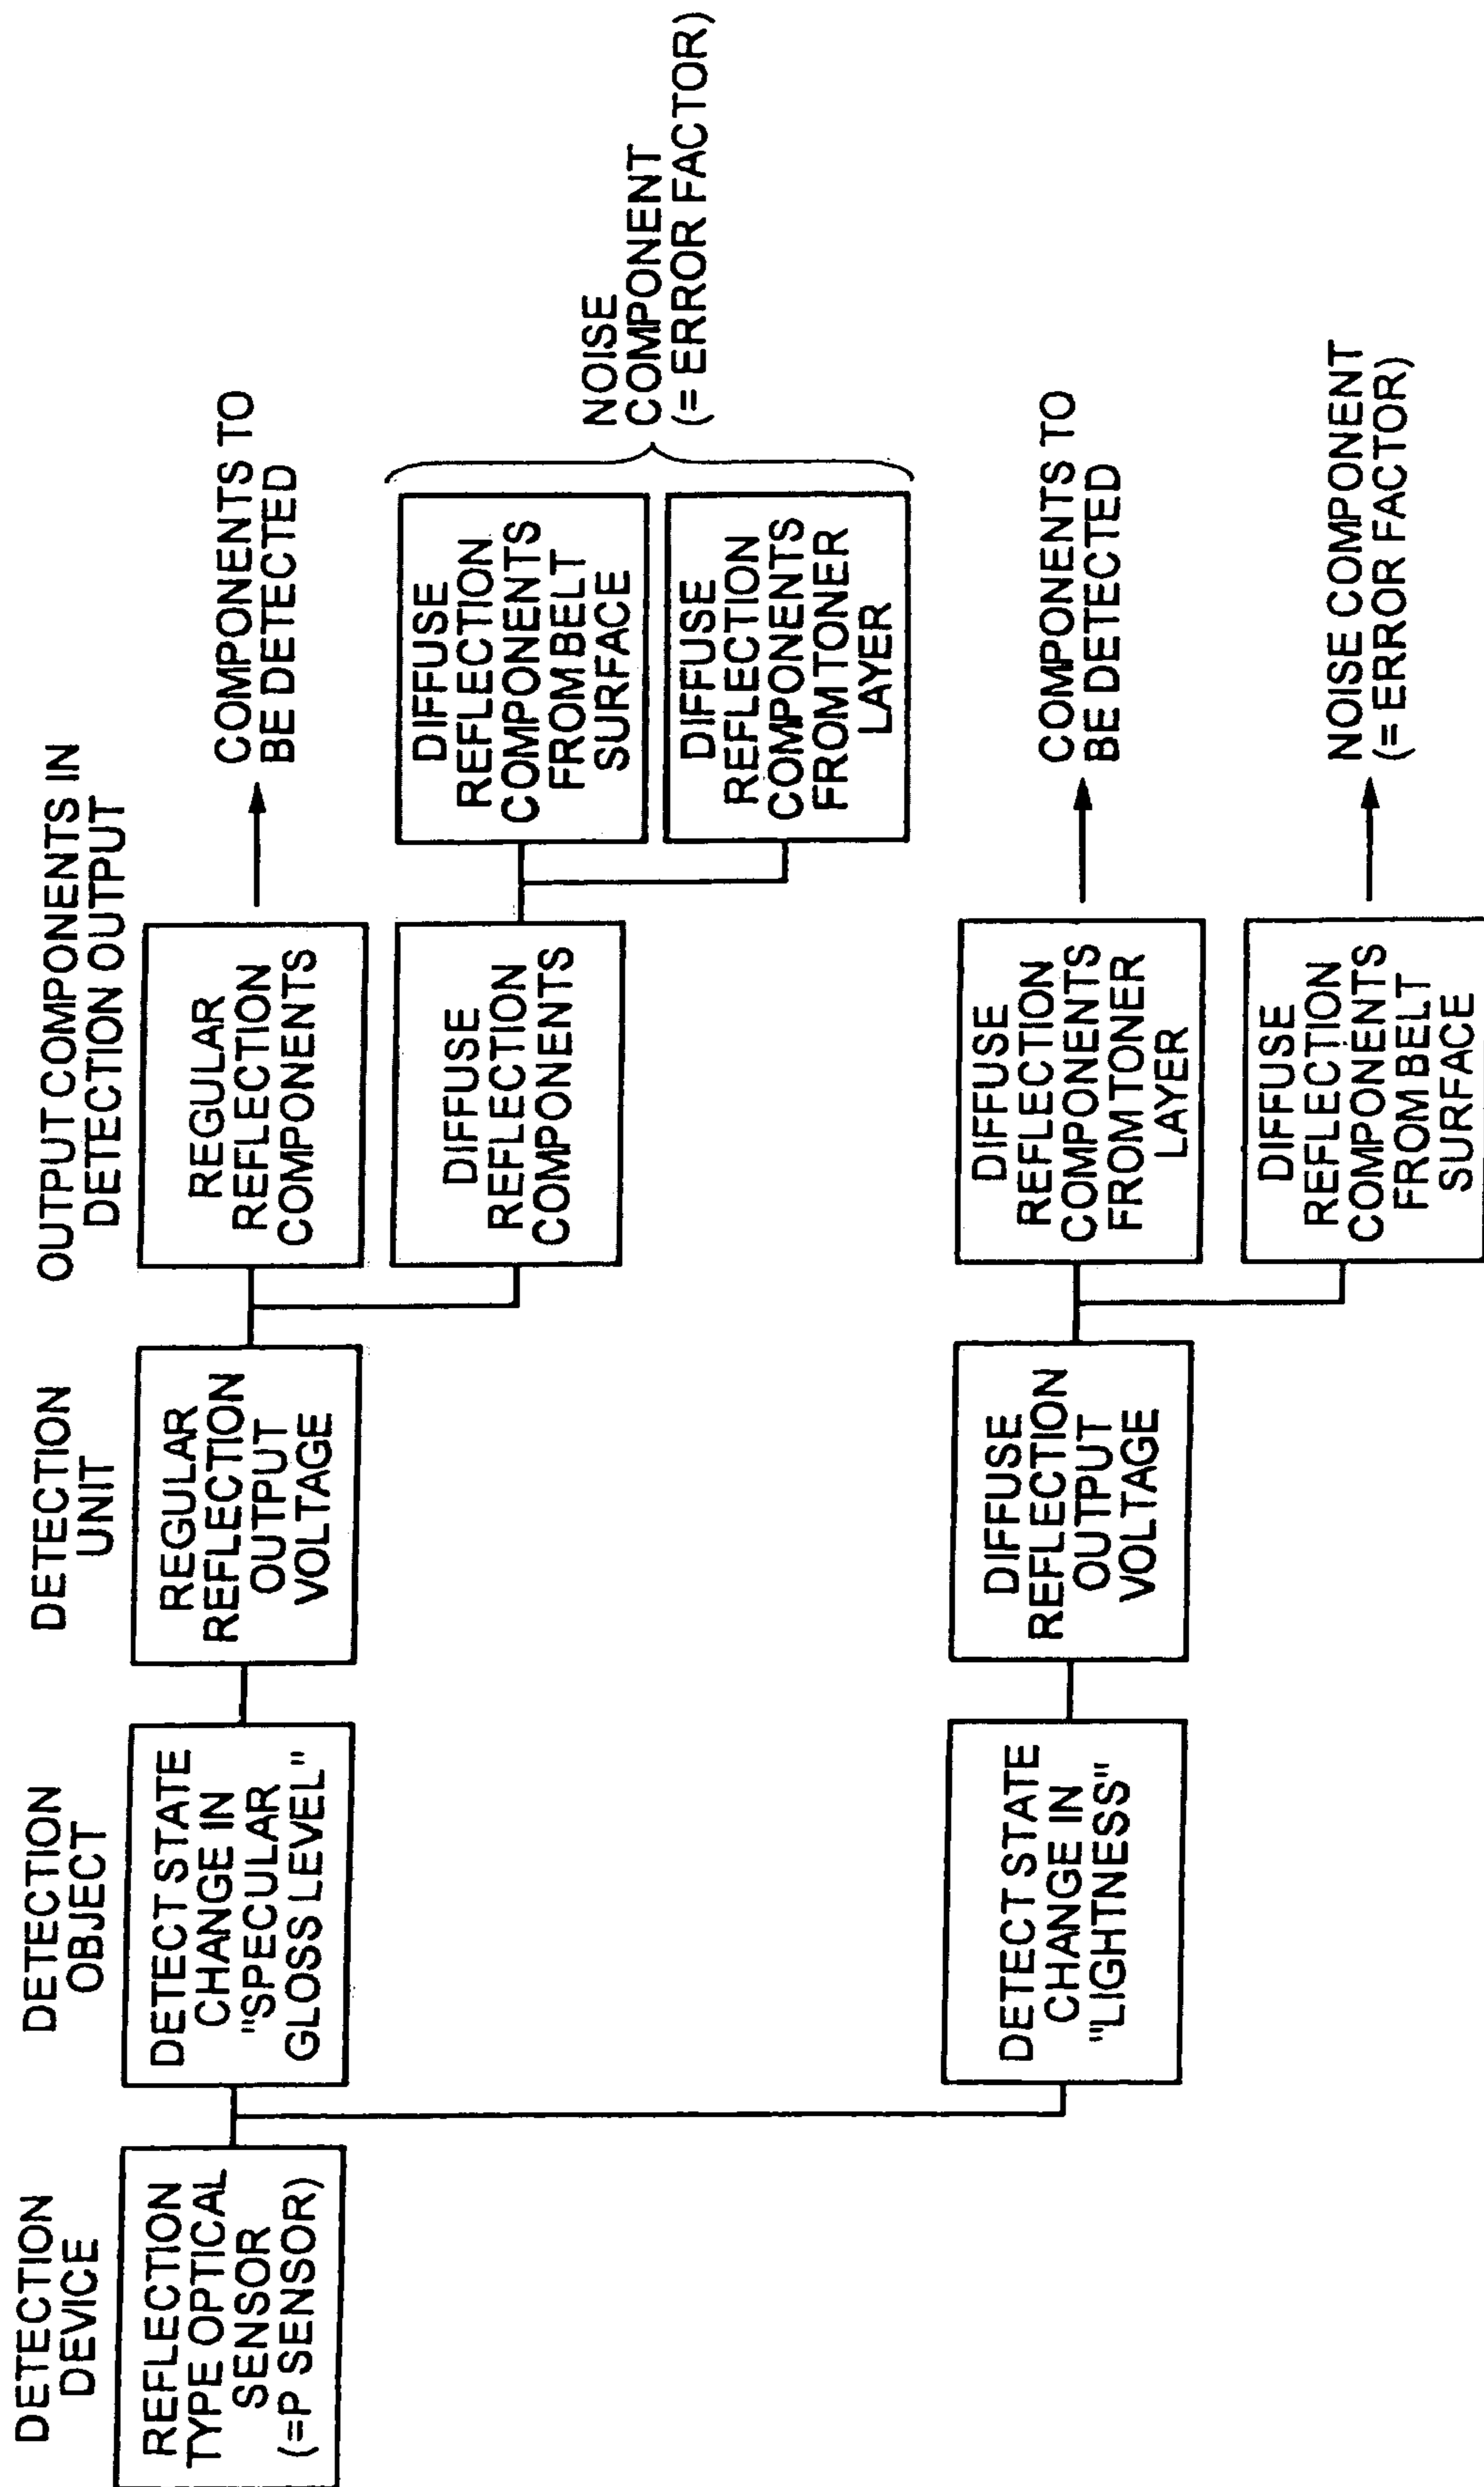 DETECTION
DEVICE
DETECTION
OBJECT
DETECTION
UNIT
OUTPUT COMPONENTS IN
DETECTION OUTPUT
REFLECTION
TYPE OPTICAL
SENSOR
(=P SENSOR)
DETECT STATE
CHANGE IN
"SPECULAR
GLOSS LEVEL"
REGULAR
REFLECTION
OUTPUT
VOLTAGE
REGULAR
REFLECTION
COMPONENTS
COMPONENTS TO
BE DETECTED
DIFFUSE
REFLECTION
COMPONENTS
DIFFUSE
REFLECTION
COMPONENTS
FROM BELT
SURFACE
DIFFUSE
REFLECTION
COMPONENTS
FROM TONER
LAYER
NOISE
COMPONENT
(= ERROR FACTOR)
DETECT STATE
CHANGE IN
"LIGHTNESS"
DIFFUSE
REFLECTION
OUTPUT
VOLTAGE
DIFFUSE
REFLECTION
COMPONENTS
FROM TONER
LAYER
COMPONENTS TO
BE DETECTED
DIFFUSE
REFLECTION
COMPONENTS
FROM BELT
SURFACE
NOISE COMPONENT
(= ERROR FACTOR)